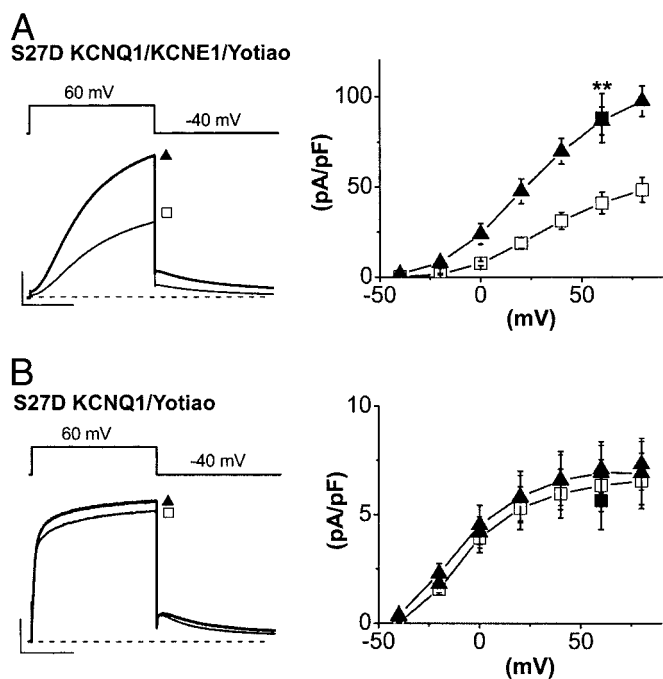 A
S27D KCNQ1/KCNE1/Yotiao
60 mV
-40 mV
(pA/pF)
100
50
0
**
-50
0
50
(mV)
B
S27D KCNQ1/Yotiao
60 mV
-40 mV
(pA/pF)
10
5
0
-50
0
50
(mV)